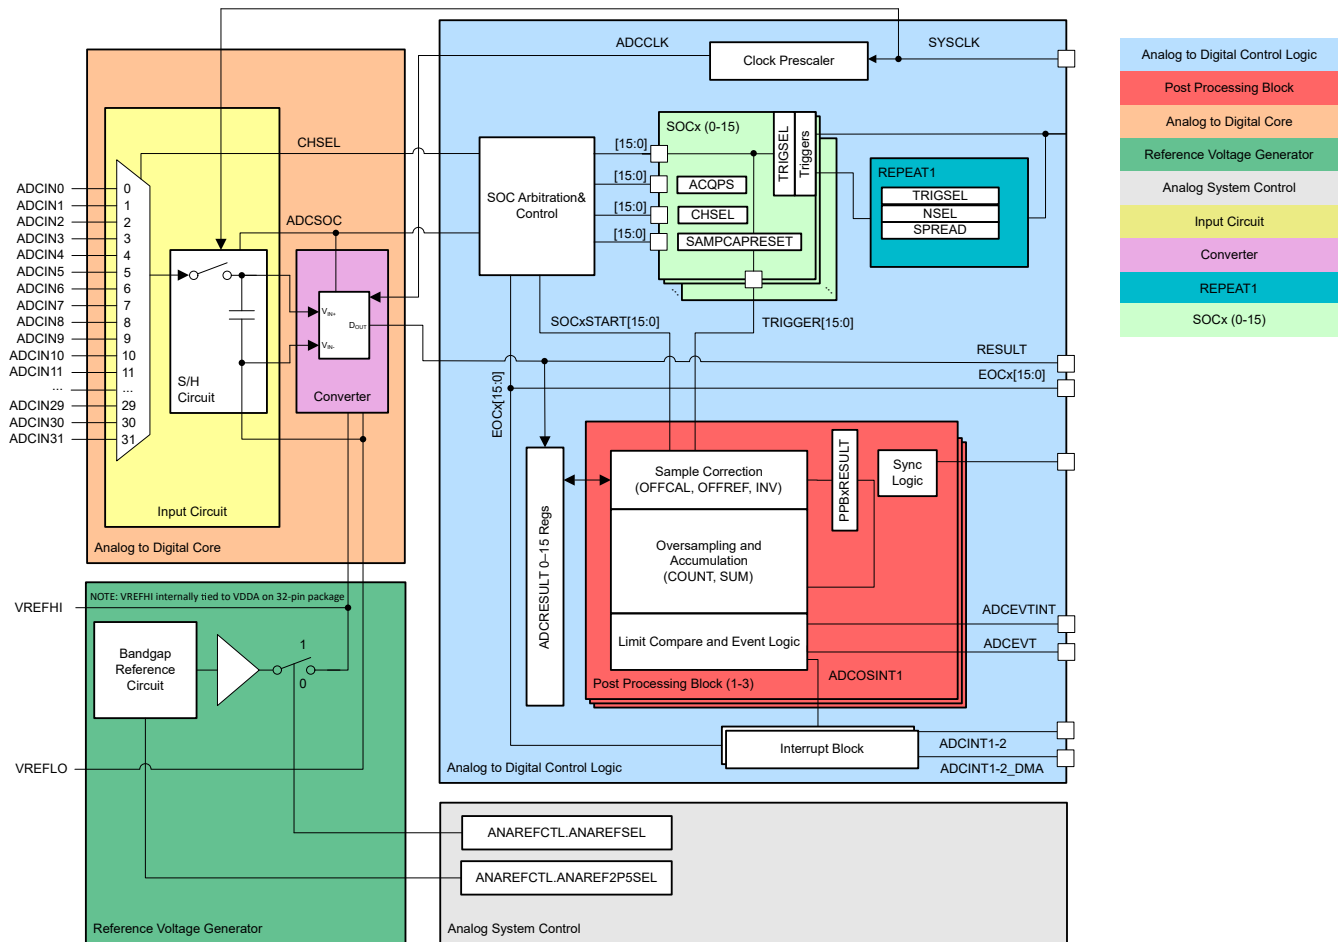 ADCCLK
SYSCLK
Clock Prescaler
Analog to Digital Control Logic
Post Processing Block
Analog to Digital Core
Reference Voltage Generator
Analog System Control
Input Circuit
Converter
REPEAT1
SOCx (0-15)
CHSEL
ADCSOC
ADCIN0
ADCIN1
ADCIN2
ADCIN3
ADCIN4
ADCIN5
ADCIN6
ADCIN7
ADCIN8
ADCIN9
ADCIN10
ADCIN11
...
ADCIN29
ADCIN30
ADCIN31
0
1
2
3
4
5
6
7
8
9
10
11
...
29
30
31
S/H
Circuit
VIN+
VIN-
DOUT
Converter
Input Circuit
Analog to Digital Core
SOC Arbitration&
Control
[15:0]
[15:0]
[15:0]
[15:0]
SOCx (0-15)
TRIGSEL
Triggers
ACQPS
CHSEL
SAMPCAPRESET
REPEAT1
TRIGSEL
NSEL
SPREAD
SOCxSTART[15:0]
TRIGGER[15:0]
RESULT
EOCx[15:0]
EOCx[15:0]
ADCRESULT 0–15 Regs
Sample Correction
(OFFCAL, OFFREF, INV)
Oversampling and
Accumulation
(COUNT, SUM)
Limit Compare and Event Logic
PPBxRESULT
Sync
Logic
Post Processing Block (1-3)
ADCEVTINT
ADCEVT
ADCOSINT1
Interrupt Block
ADCINT1-2
ADCINT1-2_DMA
Analog to Digital Control Logic
NOTE: VREFHI internally tied to VDDA on 32-pin package
VREFHI
Bandgap
Reference
Circuit
1
0
VREFLO
Reference Voltage Generator
ANAREFCTL.ANAREFSEL
ANAREFCTL.ANAREF2P5SEL
Analog System Control